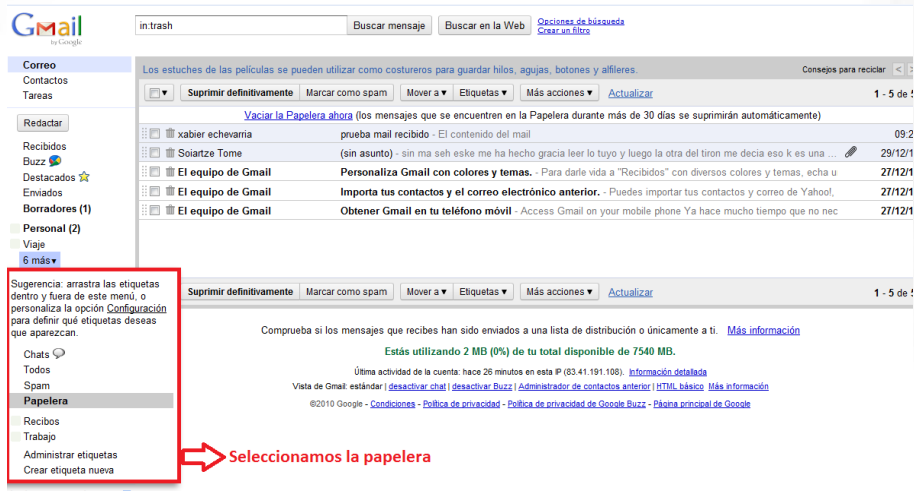 Gmail
by Google
in:trash
Buscar mensaje
Buscar en la Web
Opciones de búsqueda
Crear un filtro
Correo
Contactos
Tareas
Redactar
Recibidos
Buzz
Destacados
Enviados
Borradores (1)
Personal (2)
Viaje
6 más▾
Sugerencia: arrastra las etiquetas
dentro y fuera de este menú, o
personaliza la opción Configuración
para definir qué etiquetas deseas
que aparezcan.
Chats
Todos
Spam
Papelera
Recibos
Trabajo
Administrar etiquetas
Crear etiqueta nueva
Los estuches de las películas se pueden utilizar como costureros para guardar hilos, agujas, botones y alfileres. Consejos para reciclar < >
Suprimir definitivamente Marcar como spam Mover a ▾ Etiquetas ▾ Más acciones ▾ Actualizar 1 - 5 de 5
Vaciar la Papelera ahora (los mensajes que se encuentren en la Papelera durante más de 30 días se suprimirán automáticamente)
xabier echevarria prueba mail recibido - El contenido del mail 09:2
Soiartze Tome (sin asunto) - sin ma seh eske me ha hecho gracia leer lo tuyo y luego la otra del tiron me decia eso k es una ... 29/12/1
El equipo de Gmail Personaliza Gmail con colores y temas. - Para darle vida a "Recibidos" con diversos colores y temas, echa u 27/12/1
El equipo de Gmail Importa tus contactos y el correo electrónico anterior. - Puedes importar tus contactos y correo de Yahoo!, 27/12/1
El equipo de Gmail Obtener Gmail en tu teléfono móvil - Access Gmail on your mobile phone Ya hace mucho tiempo que no nec 27/12/1
Suprimir definitivamente Marcar como spam Mover a ▾ Etiquetas ▾ Más acciones ▾ Actualizar 1 - 5 de 5
Comprueba si los mensajes que recibes han sido enviados a una lista de distribución o únicamente a ti. Más información
Estás utilizando 2 MB (0%) de tu total disponible de 7540 MB.
Última actividad de la cuenta: hace 26 minutos en esta IP (83.41.191.108). Información detallada
Vista de Gmail: estándar | desactivar chat | desactivar Buzz | Administrador de contactos anterior | HTML básico Más información
©2010 Google - Condiciones - Política de privacidad - Política de privacidad de Google Buzz - Página principal de Google
Seleccionamos la papelera